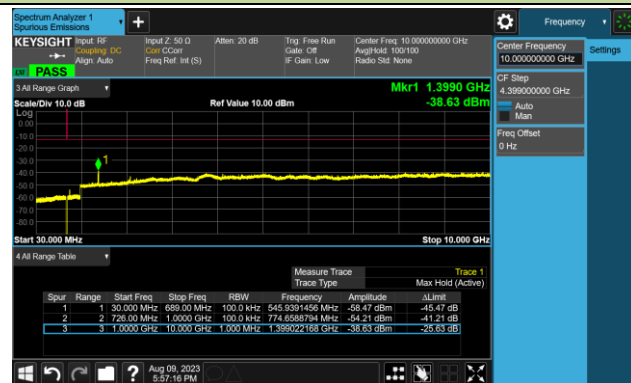 Spectrum Analyzer 1
Spurious Emissions
+
Frequency
KEYSIGHT
Input: RF
Coupling: DC
Align: Auto
Input Z: 50 Ω
Corr CCorr
Freq Ref: Int (S)
Atten: 20 dB
Trig: Free Run
Gate: Off
IF Gain: Low
Center Freq: 10.000000000 GHz
Avg|Hold: 100/100
Radio Std: None
LU PASS
Center Frequency
10.000000000 GHz
Settings
CF Step
4.399000000 GHz
Auto
Man
Freq Offset
0 Hz
3 All Range Graph
Mkr1 1.3990 GHz
Scale/Div 10.0 dB
Ref Value 10.00 dBm
-38.63 dBm
Log
0.00
-10.0
-20.0
-30.0
-40.0
-50.0
-60.0
-70.0
-80.0
1
Start 30.000 MHz
Stop 10.000 GHz
4 All Range Table
Measure Trace Trace 1
Trace Type Max Hold (Active)
Spur Range Start Freq Stop Freq RBW Frequency Amplitude ΔLimit
1 1 30.000 MHz 689.00 MHz 100.0 kHz 545.9391456 MHz -58.47 dBm -45.47 dB
2 2 726.00 MHz 1.0000 GHz 100.0 kHz 774.6588794 MHz -54.21 dBm -41.21 dB
3 3 1.0000 GHz 10.000 GHz 1.000 MHz 1.399022168 GHz -38.63 dBm -25.63 dB
?
Aug 09, 2023
5:57:16 PM